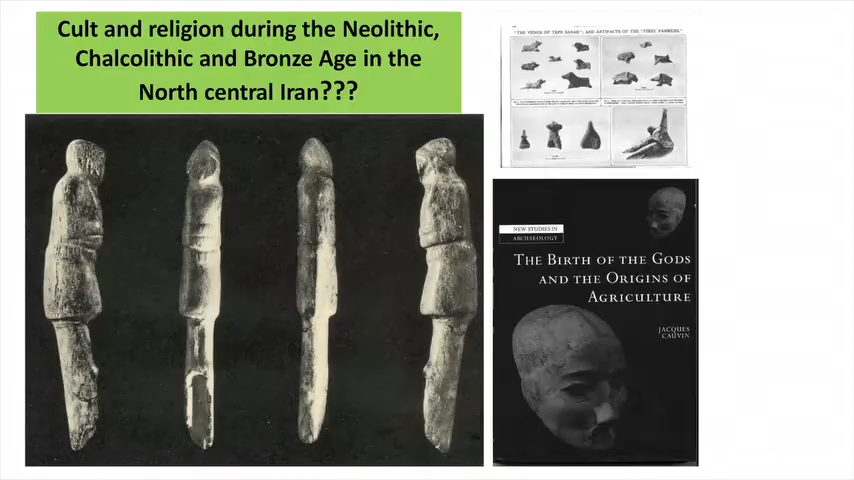 Cult and religion during the Neolithic,
Chalcolithic and Bronze Age in the
North central Iran???
"THE VENUS OF TEPE SARAB"; AND ARTIFACTS OF THE "FIRST FARMERS."
NEW STUDIES IN
ARCHAEOLOGY
THE BIRTH OF THE GODS
AND THE ORIGINS OF
AGRICULTURE
JACQUES
CAUVIN